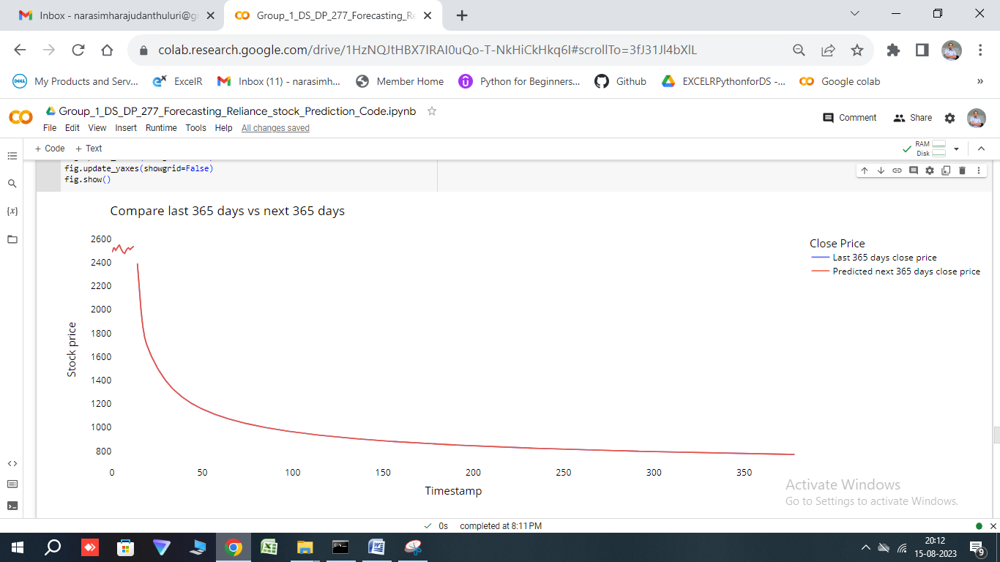 Inbox - narasimharajudanthuluri@g
Group_1_DS_DP_277_Forecasting_Re
colab.research.google.com/drive/1HzNQJtHBX7IRAI0uQo-T-NkHiCkHkq6I#scrollTo=3fJ31Jl4bXlL
DELL My Products and Serv... ExcelR Inbox (11) - narasimh... Member Home Python for Beginners... Github EXCELRPythonforDS -... Google colab »
Group_1_DS_DP_277_Forecasting_Reliance_stock_Prediction_Code.ipynb
Comment Share
File Edit View Insert Runtime Tools Help All changes saved
+ Code + Text
RAM
Disk
fig.update_yaxes(showgrid=False)
fig.show()
{x}
Compare last 365 days vs next 365 days
Close Price
Last 365 days close price
Predicted next 365 days close price
2600
2400
2200
2000
1800
1600
1400
1200
1000
800
Stock price
0 50 100 150 200 250 300 350
Timestamp
Activate Windows
Go to Settings to activate Windows.
0s completed at 8:11 PM
20:12
15-08-2023
9